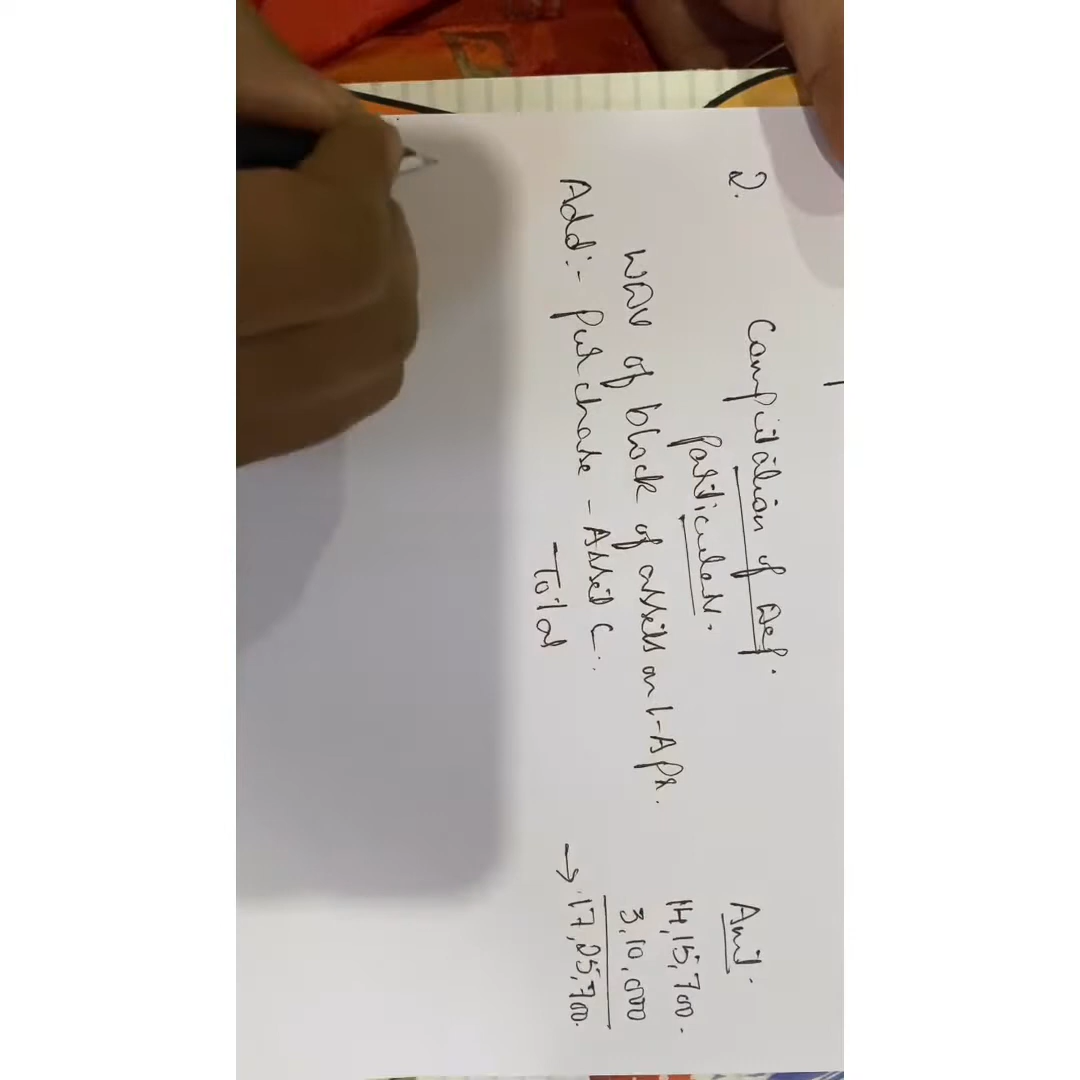 2. Computation of Dep.
Particulars. Amt.
WDV of block of assets on 1-Apr. 14,15,700.
Add:- Purchase - Asset C. 3,10,000
Total → 17,25,700.